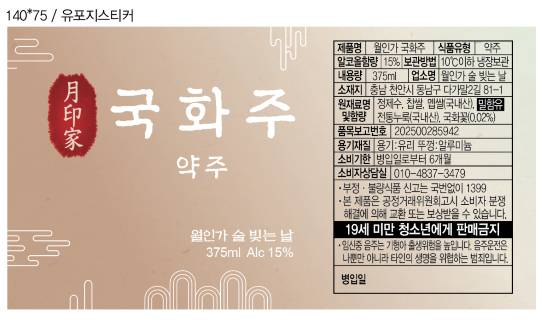 140*75 / 유포지스티커
月印家
국화주
약주
월인가 술 빚는 날
375ml Alc 15%
제품명 월인가 국화주 식품유형 약주
알코올함량 15% 보관방법 10℃이하 냉장보관
내용량 375ml 업소명 월인가 술 빚는 날
소재지 충남 천안시 동남구 다가말2길 81-1
원재료명 및함량 정제수, 찹쌀, 멥쌀(국내산), 밀함유
전통누룩(국내산), 국화꽃(0.02%)
품목보고번호 202500285942
용기재질 용기:유리 뚜껑:알루미늄
소비기한 병입일로부터 6개월
소비자상담실 010-4837-3479
·부정·불량식품 신고는 국번없이 1399
·본 제품은 공정거래위원회고시 소비자 분쟁
해결에 의해 교환 또는 보상받을 수 있습니다.
19세 미만 청소년에게 판매금지
·임신중 음주는 기형아 출생위험을 높입니다. 음주운전은
나뿐만 아니라 타인의 생명을 위협하는 범죄입니다.
병입일